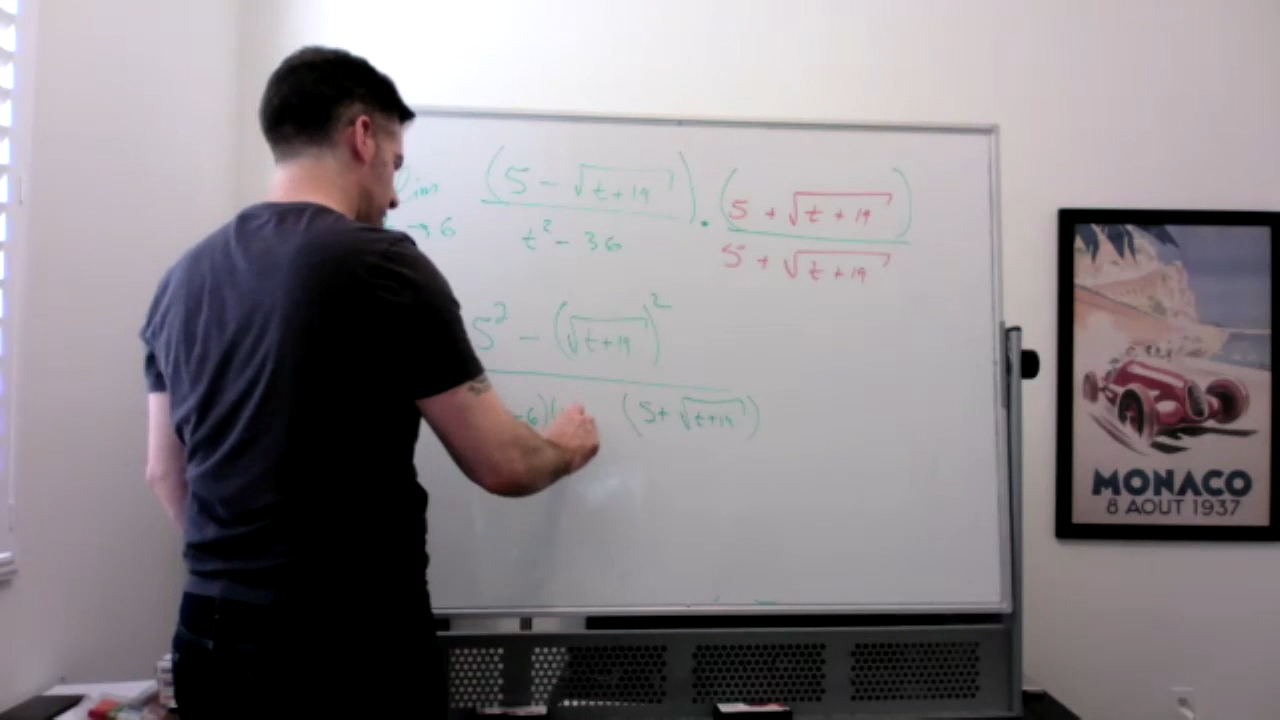 lim (5 - √(t+19)) / (t² - 36) · (5 + √(t+19)) / (5 + √(t+19))
→ 6
5² - (√(t+19))²
-6)( (5+ √(t+19))
MONACO
8 AOUT 1937